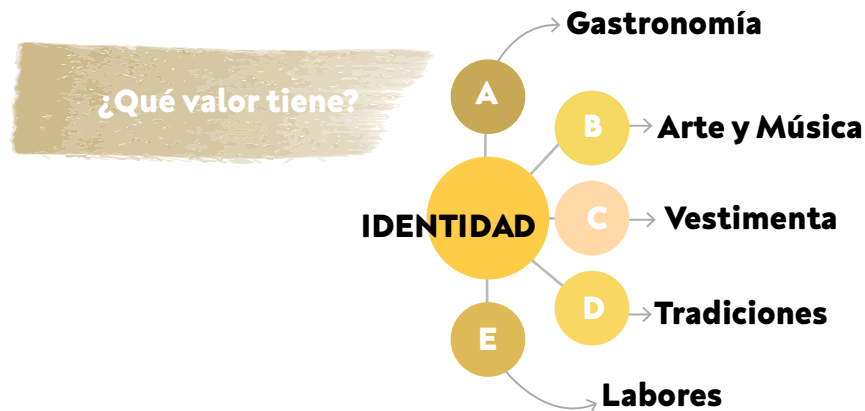 ¿Qué valor tiene?
IDENTIDAD
A
Gastronomía
B
Arte y Música
C
Vestimenta
D
Tradiciones
E
Labores